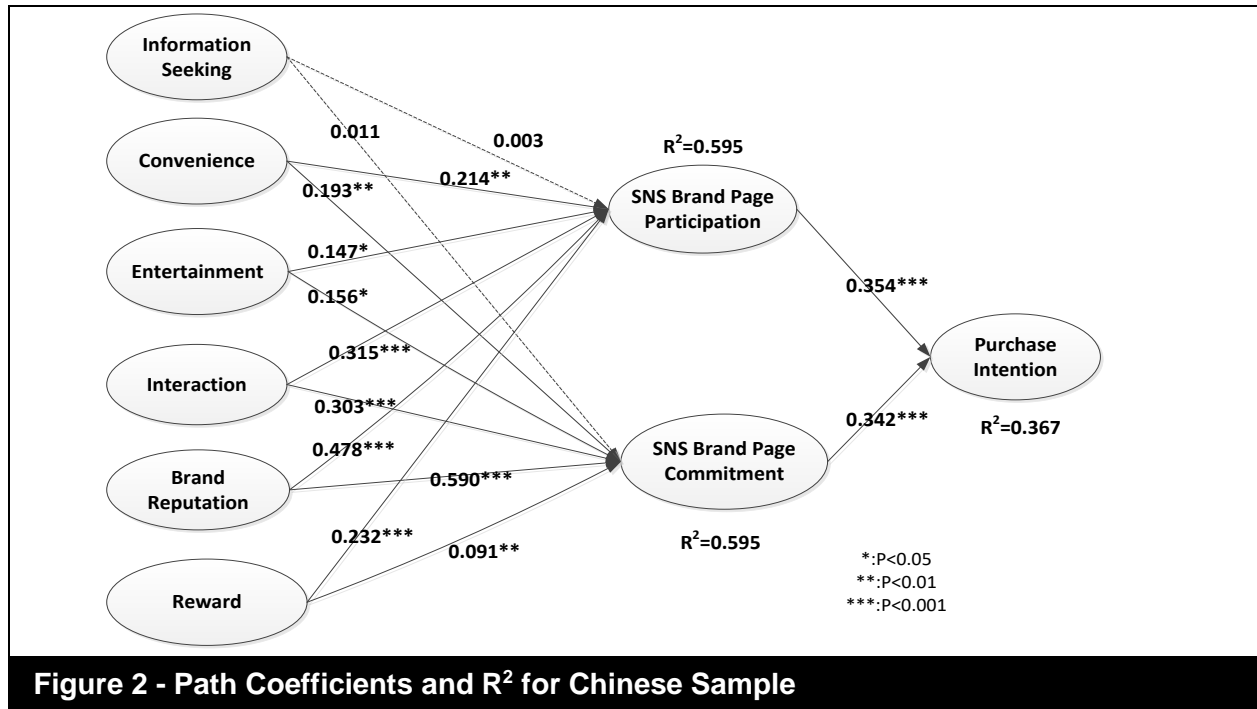 Information
Seeking
0.011
0.003
R²=0.595
Convenience
0.193**
0.214**
SNS Brand Page
Participation
0.147*
Entertainment
0.156*
0.354***
0.315***
Interaction
0.303***
Purchase
Intention
0.342***
R²=0.367
0.478***
Brand
Reputation
0.590***
SNS Brand Page
Commitment
0.232***
0.091**
R²=0.595
Reward
*:P<0.05
**:P<0.01
***:P<0.001
Figure 2 - Path Coefficients and R² for Chinese Sample